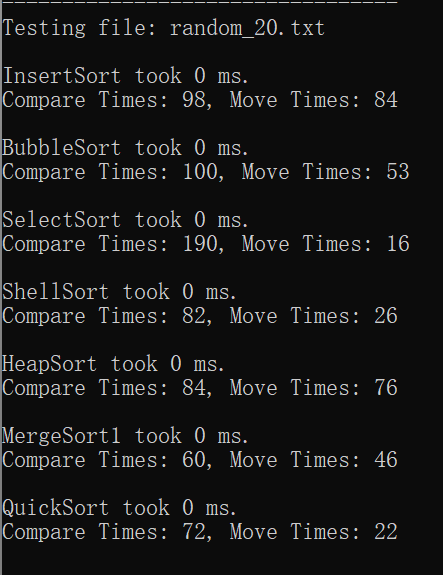 Testing file: random_20.txt
InsertSort took 0 ms.
Compare Times: 98, Move Times: 84
BubbleSort took 0 ms.
Compare Times: 100, Move Times: 53
SelectSort took 0 ms.
Compare Times: 190, Move Times: 16
ShellSort took 0 ms.
Compare Times: 82, Move Times: 26
HeapSort took 0 ms.
Compare Times: 84, Move Times: 76
MergeSort1 took 0 ms.
Compare Times: 60, Move Times: 46
QuickSort took 0 ms.
Compare Times: 72, Move Times: 22